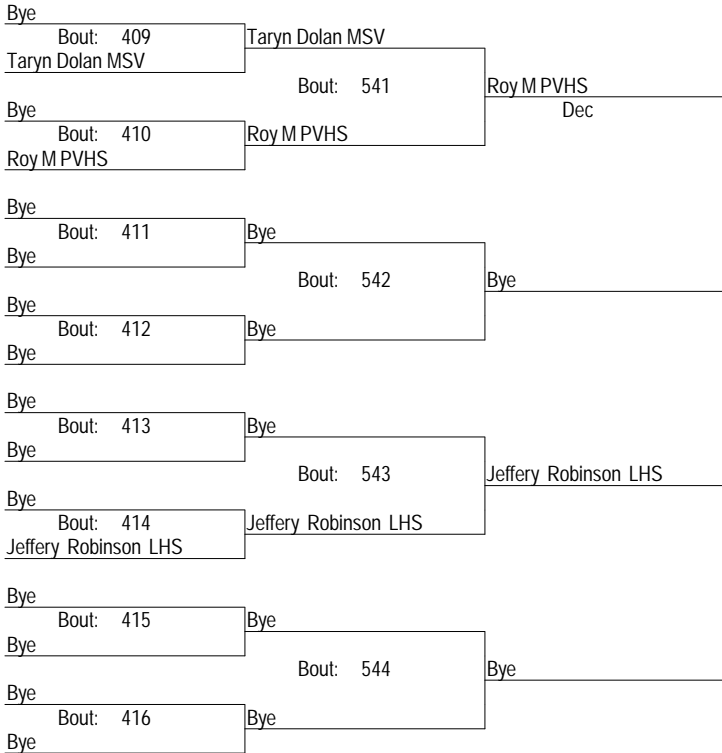 Bye
Bout: 409 Taryn Dolan MSV
Taryn Dolan MSV
Bout: 541 Roy M PVHS
Bye Dec
Bout: 410 Roy M PVHS
Roy M PVHS
Bye
Bout: 411 Bye
Bye
Bout: 542 Bye
Bye
Bout: 412 Bye
Bye
Bye
Bout: 413 Bye
Bye
Bout: 543 Jeffery Robinson LHS
Bye
Bout: 414 Jeffery Robinson LHS
Jeffery Robinson LHS
Bye
Bout: 415 Bye
Bye
Bout: 544 Bye
Bye
Bout: 416 Bye
Bye